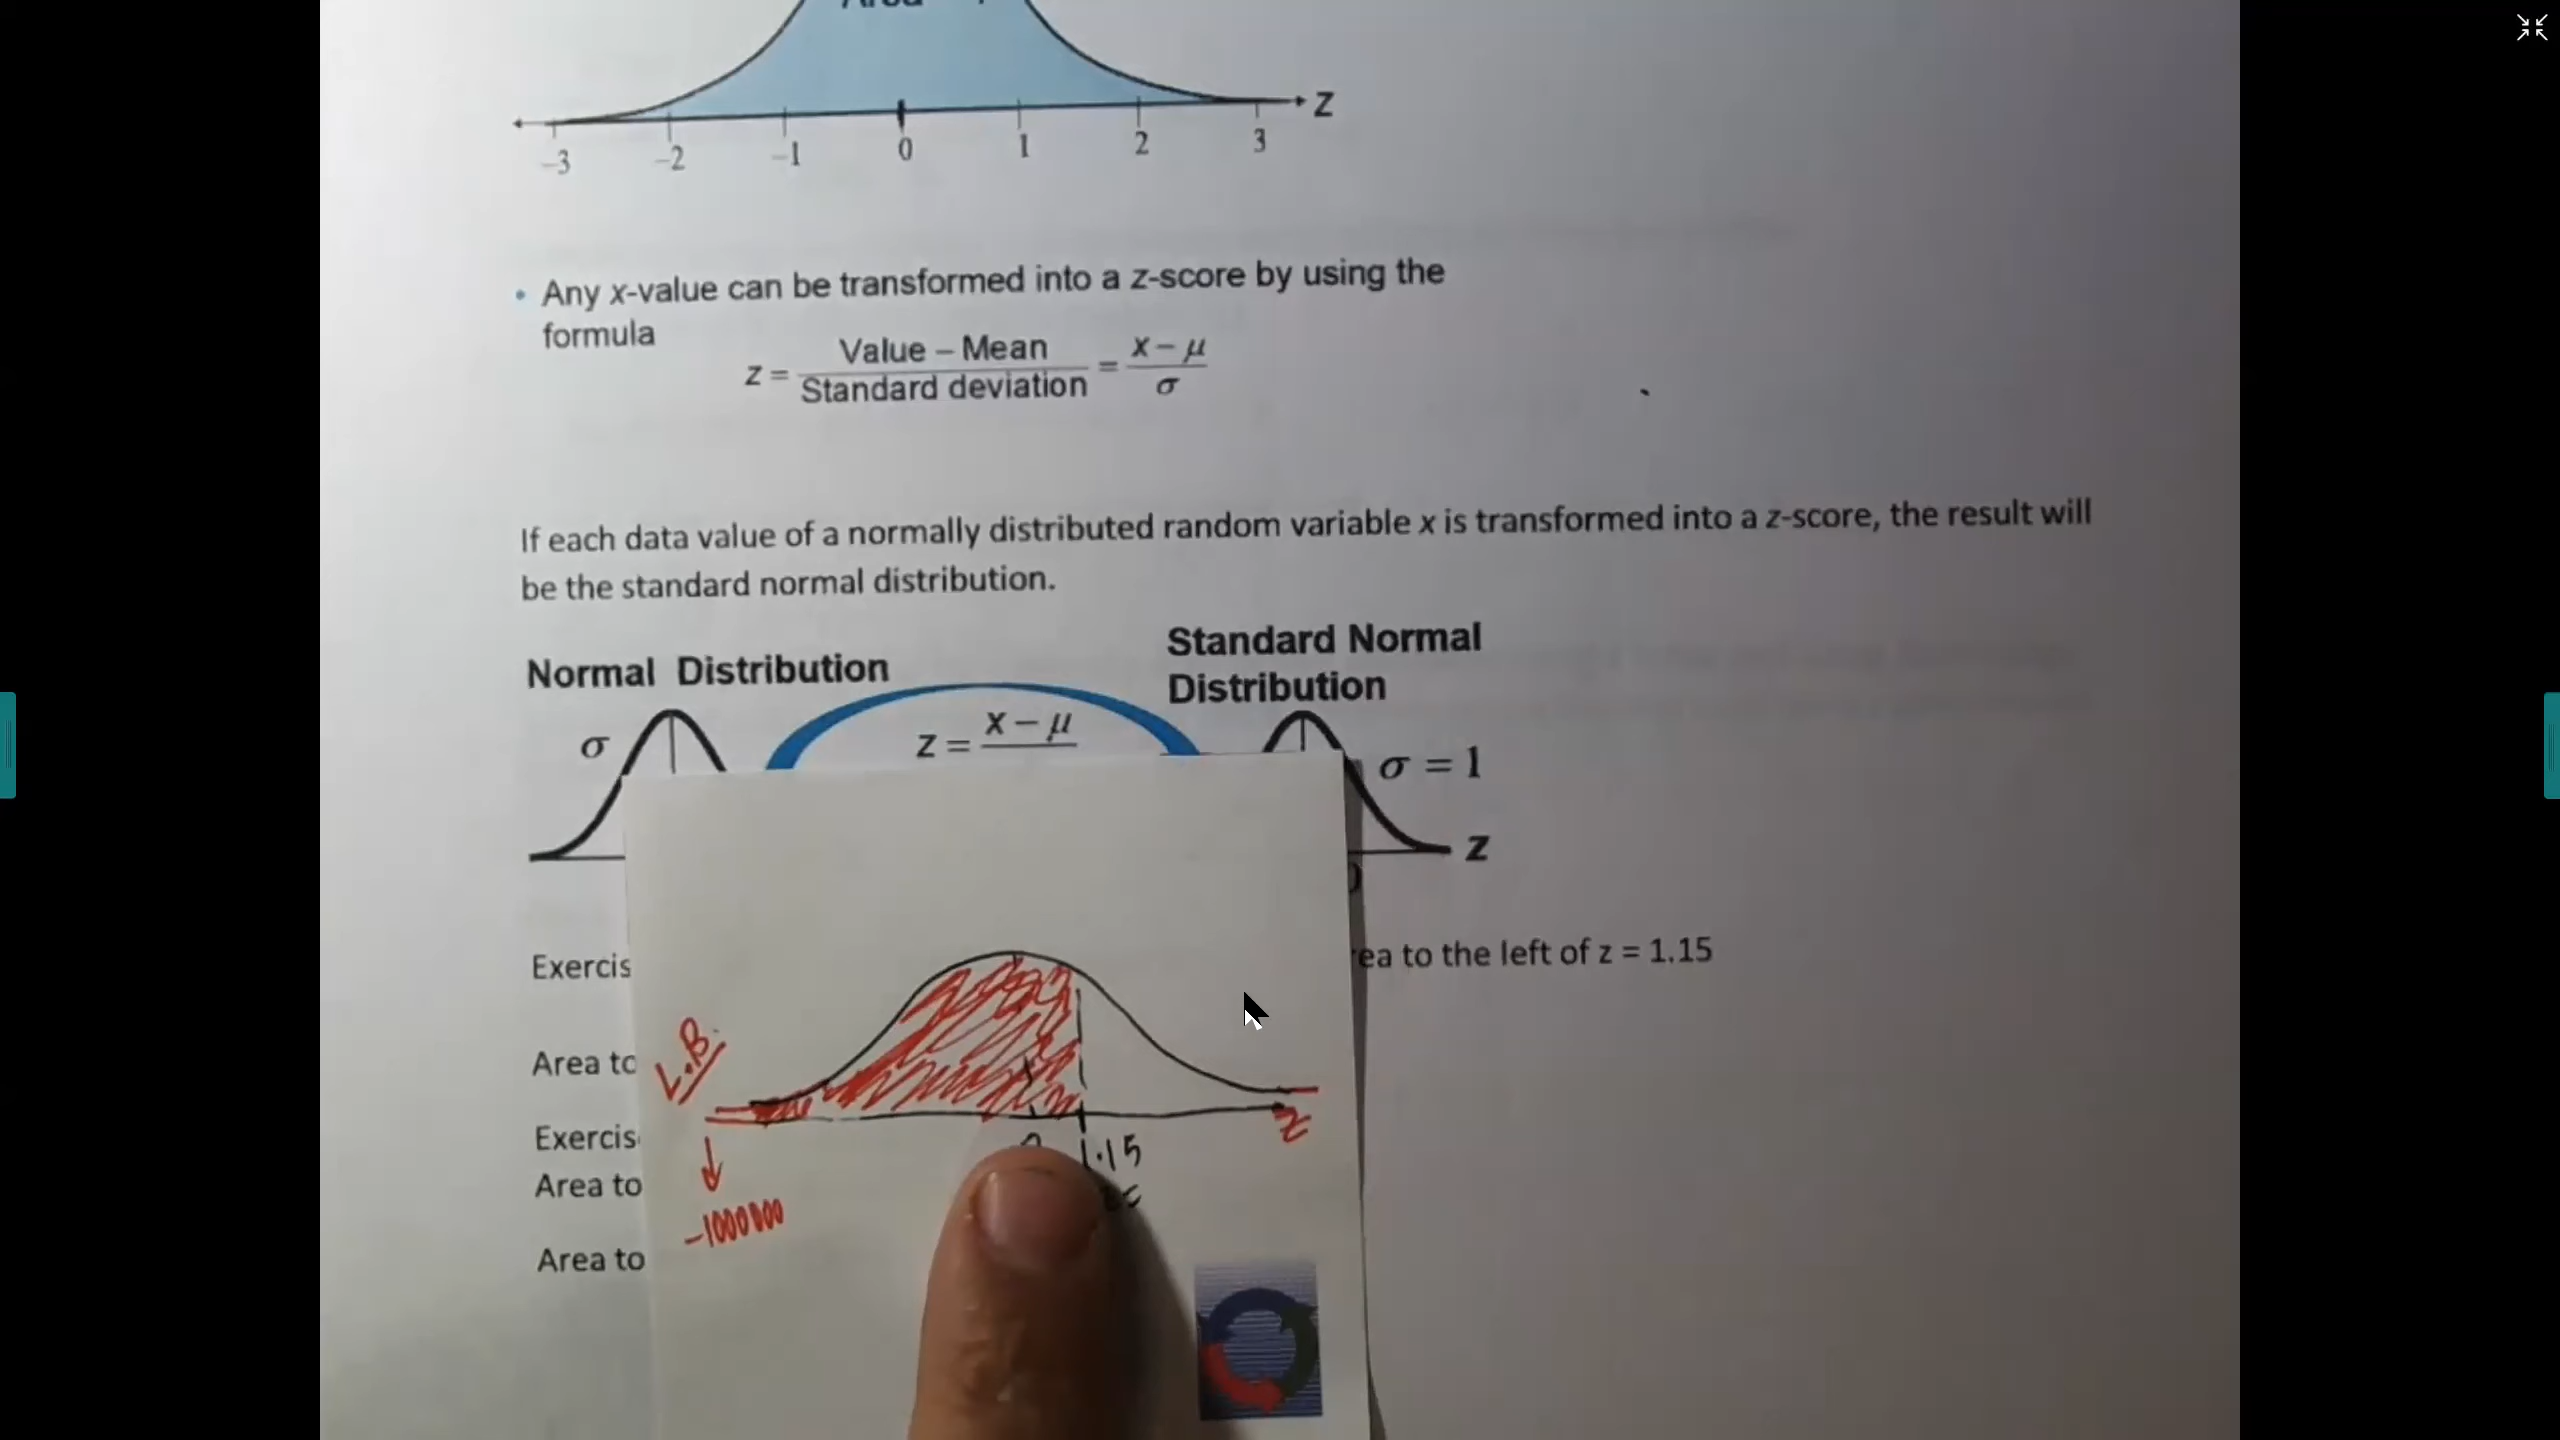 Area
-3 -2 -1 0 1 2 3 Z
• Any x-value can be transformed into a z-score by using the
formula
z = Value – Mean / Standard deviation = x – μ / σ
If each data value of a normally distributed random variable x is transformed into a z-score, the result will
be the standard normal distribution.
Normal Distribution
Standard Normal
Distribution
σ
z = x – μ
σ = 1
z
ea to the left of z = 1.15
L.B.
z
1.15
-1000000
Area to
Area to
Area to